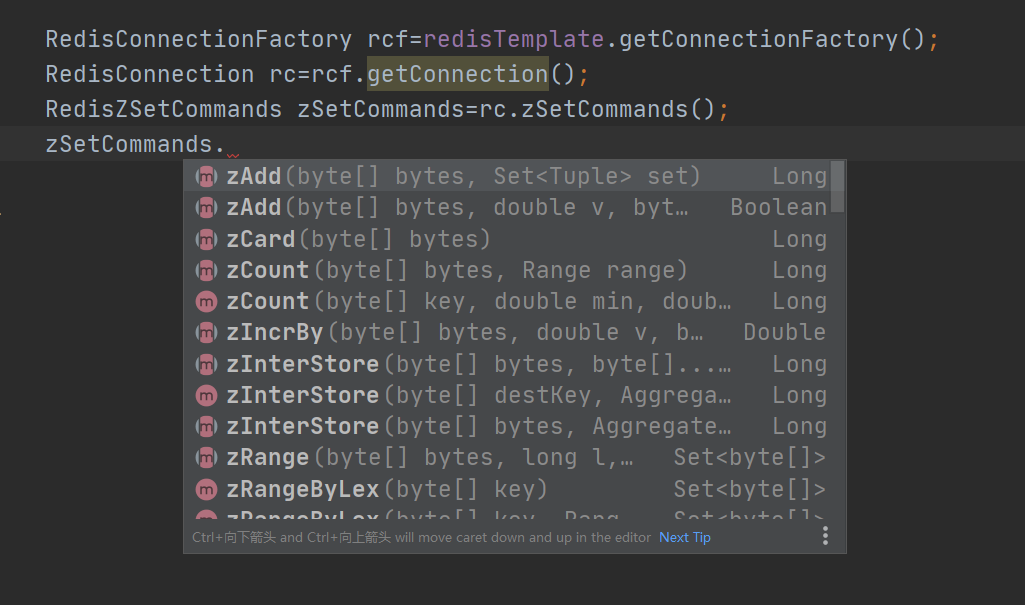 RedisConnectionFactory rcf=redisTemplate.getConnectionFactory();
RedisConnection rc=rcf.getConnection();
RedisZSetCommands zSetCommands=rc.zSetCommands();
zSetCommands.
m zAdd(byte[] bytes, Set<Tuple> set) Long
m zAdd(byte[] bytes, double v, byt… Boolean
m zCard(byte[] bytes) Long
m zCount(byte[] bytes, Range range) Long
m zCount(byte[] key, double min, doub… Long
m zIncrBy(byte[] bytes, double v, b… Double
m zInterStore(byte[] bytes, byte[]...… Long
m zInterStore(byte[] destKey, Aggrega… Long
m zInterStore(byte[] bytes, Aggregate… Long
m zRange(byte[] bytes, long l,… Set<byte[]>
m zRangeByLex(byte[] key) Set<byte[]>
zRangeByLex(byte[] key, Rang… Set<byte[]>
Ctrl+向下箭头 and Ctrl+向上箭头 will move caret down and up in the editor Next Tip